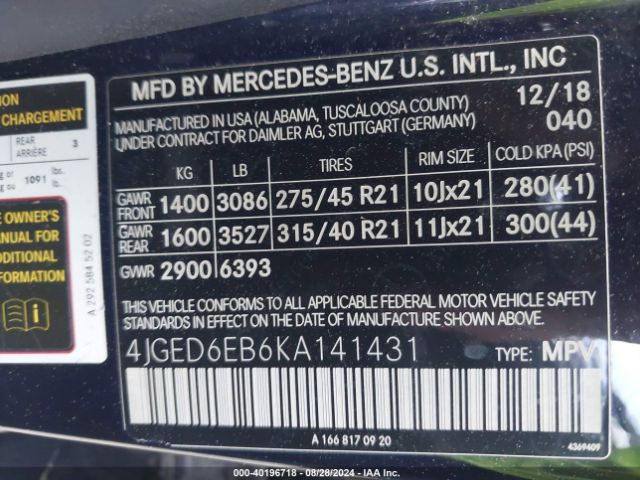 MFD BY MERCEDES-BENZ U.S. INTL., INC
MANUFACTURED IN USA (ALABAMA, TUSCALOOSA COUNTY) 12/18
UNDER CONTRACT FOR DAIMLER AG, STUTTGART (GERMANY) 040
KG LB TIRES RIM SIZE COLD KPA(PSI)
GAWR FRONT 1400 3086 275/45 R21 10Jx21 280(41)
GAWR REAR 1600 3527 315/40 R21 11Jx21 300(44)
GVWR 2900 6393
THIS VEHICLE CONFORMS TO ALL APPLICABLE FEDERAL MOTOR VEHICLE SAFETY
STANDARDS IN EFFECT ON THE DATE OF MANUFACTURE SHOWN ABOVE.
4JGED6EB6KA141431 TYPE: MPV
A 166 817 09 20
4369409
CHARGEMENT
REAR 3
ARRIÈRE
1091 lbs.
lb.
OWNER'S
MANUAL FOR
ADDITIONAL
INFORMATION
A 292 584 52 02
000-40196718 - 08/28/2024 - IAA Inc.